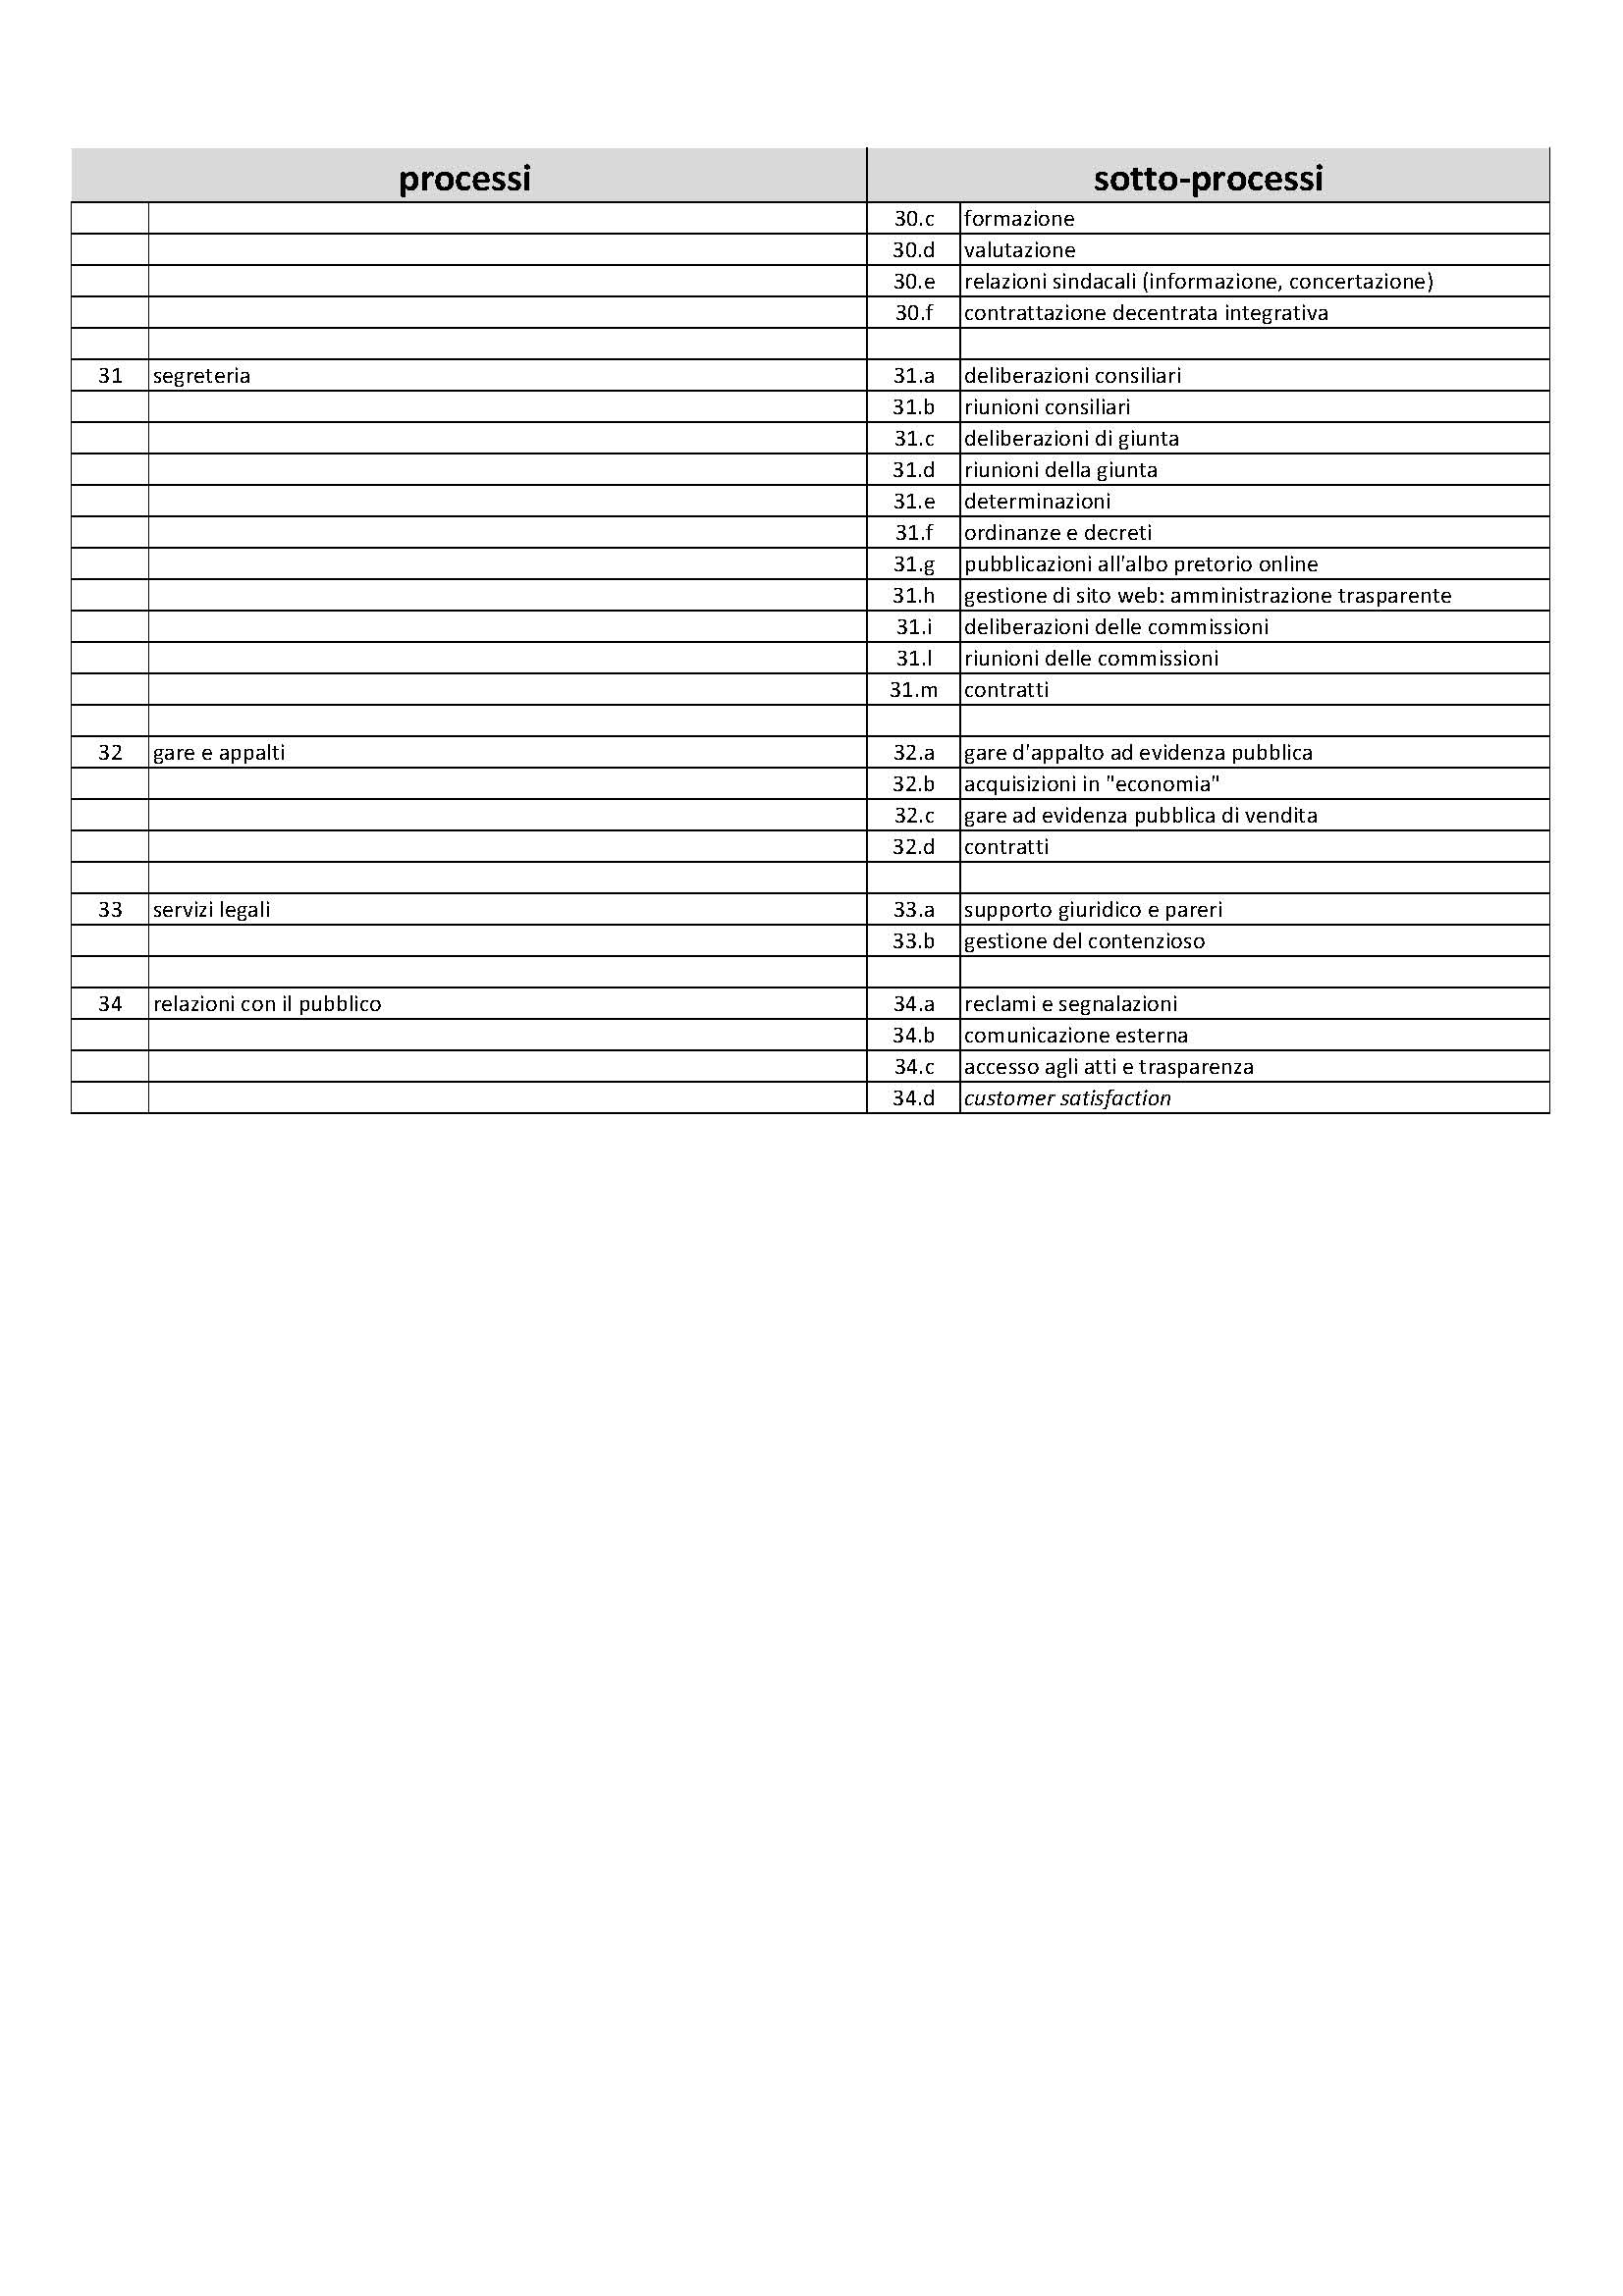 processi sotto-processi
30.c formazione
30.d valutazione
30.e relazioni sindacali (informazione, concertazione)
30.f contrattazione decentrata integrativa
31 segreteria 31.a deliberazioni consiliari
31.b riunioni consiliari
31.c deliberazioni di giunta
31.d riunioni della giunta
31.e determinazioni
31.f ordinanze e decreti
31.g pubblicazioni all'albo pretorio online
31.h gestione di sito web: amministrazione trasparente
31.i deliberazioni delle commissioni
31.l riunioni delle commissioni
31.m contratti
32 gare e appalti 32.a gare d'appalto ad evidenza pubblica
32.b acquisizioni in "economia"
32.c gare ad evidenza pubblica di vendita
32.d contratti
33 servizi legali 33.a supporto giuridico e pareri
33.b gestione del contenzioso
34 relazioni con il pubblico 34.a reclami e segnalazioni
34.b comunicazione esterna
34.c accesso agli atti e trasparenza
34.d customer satisfaction